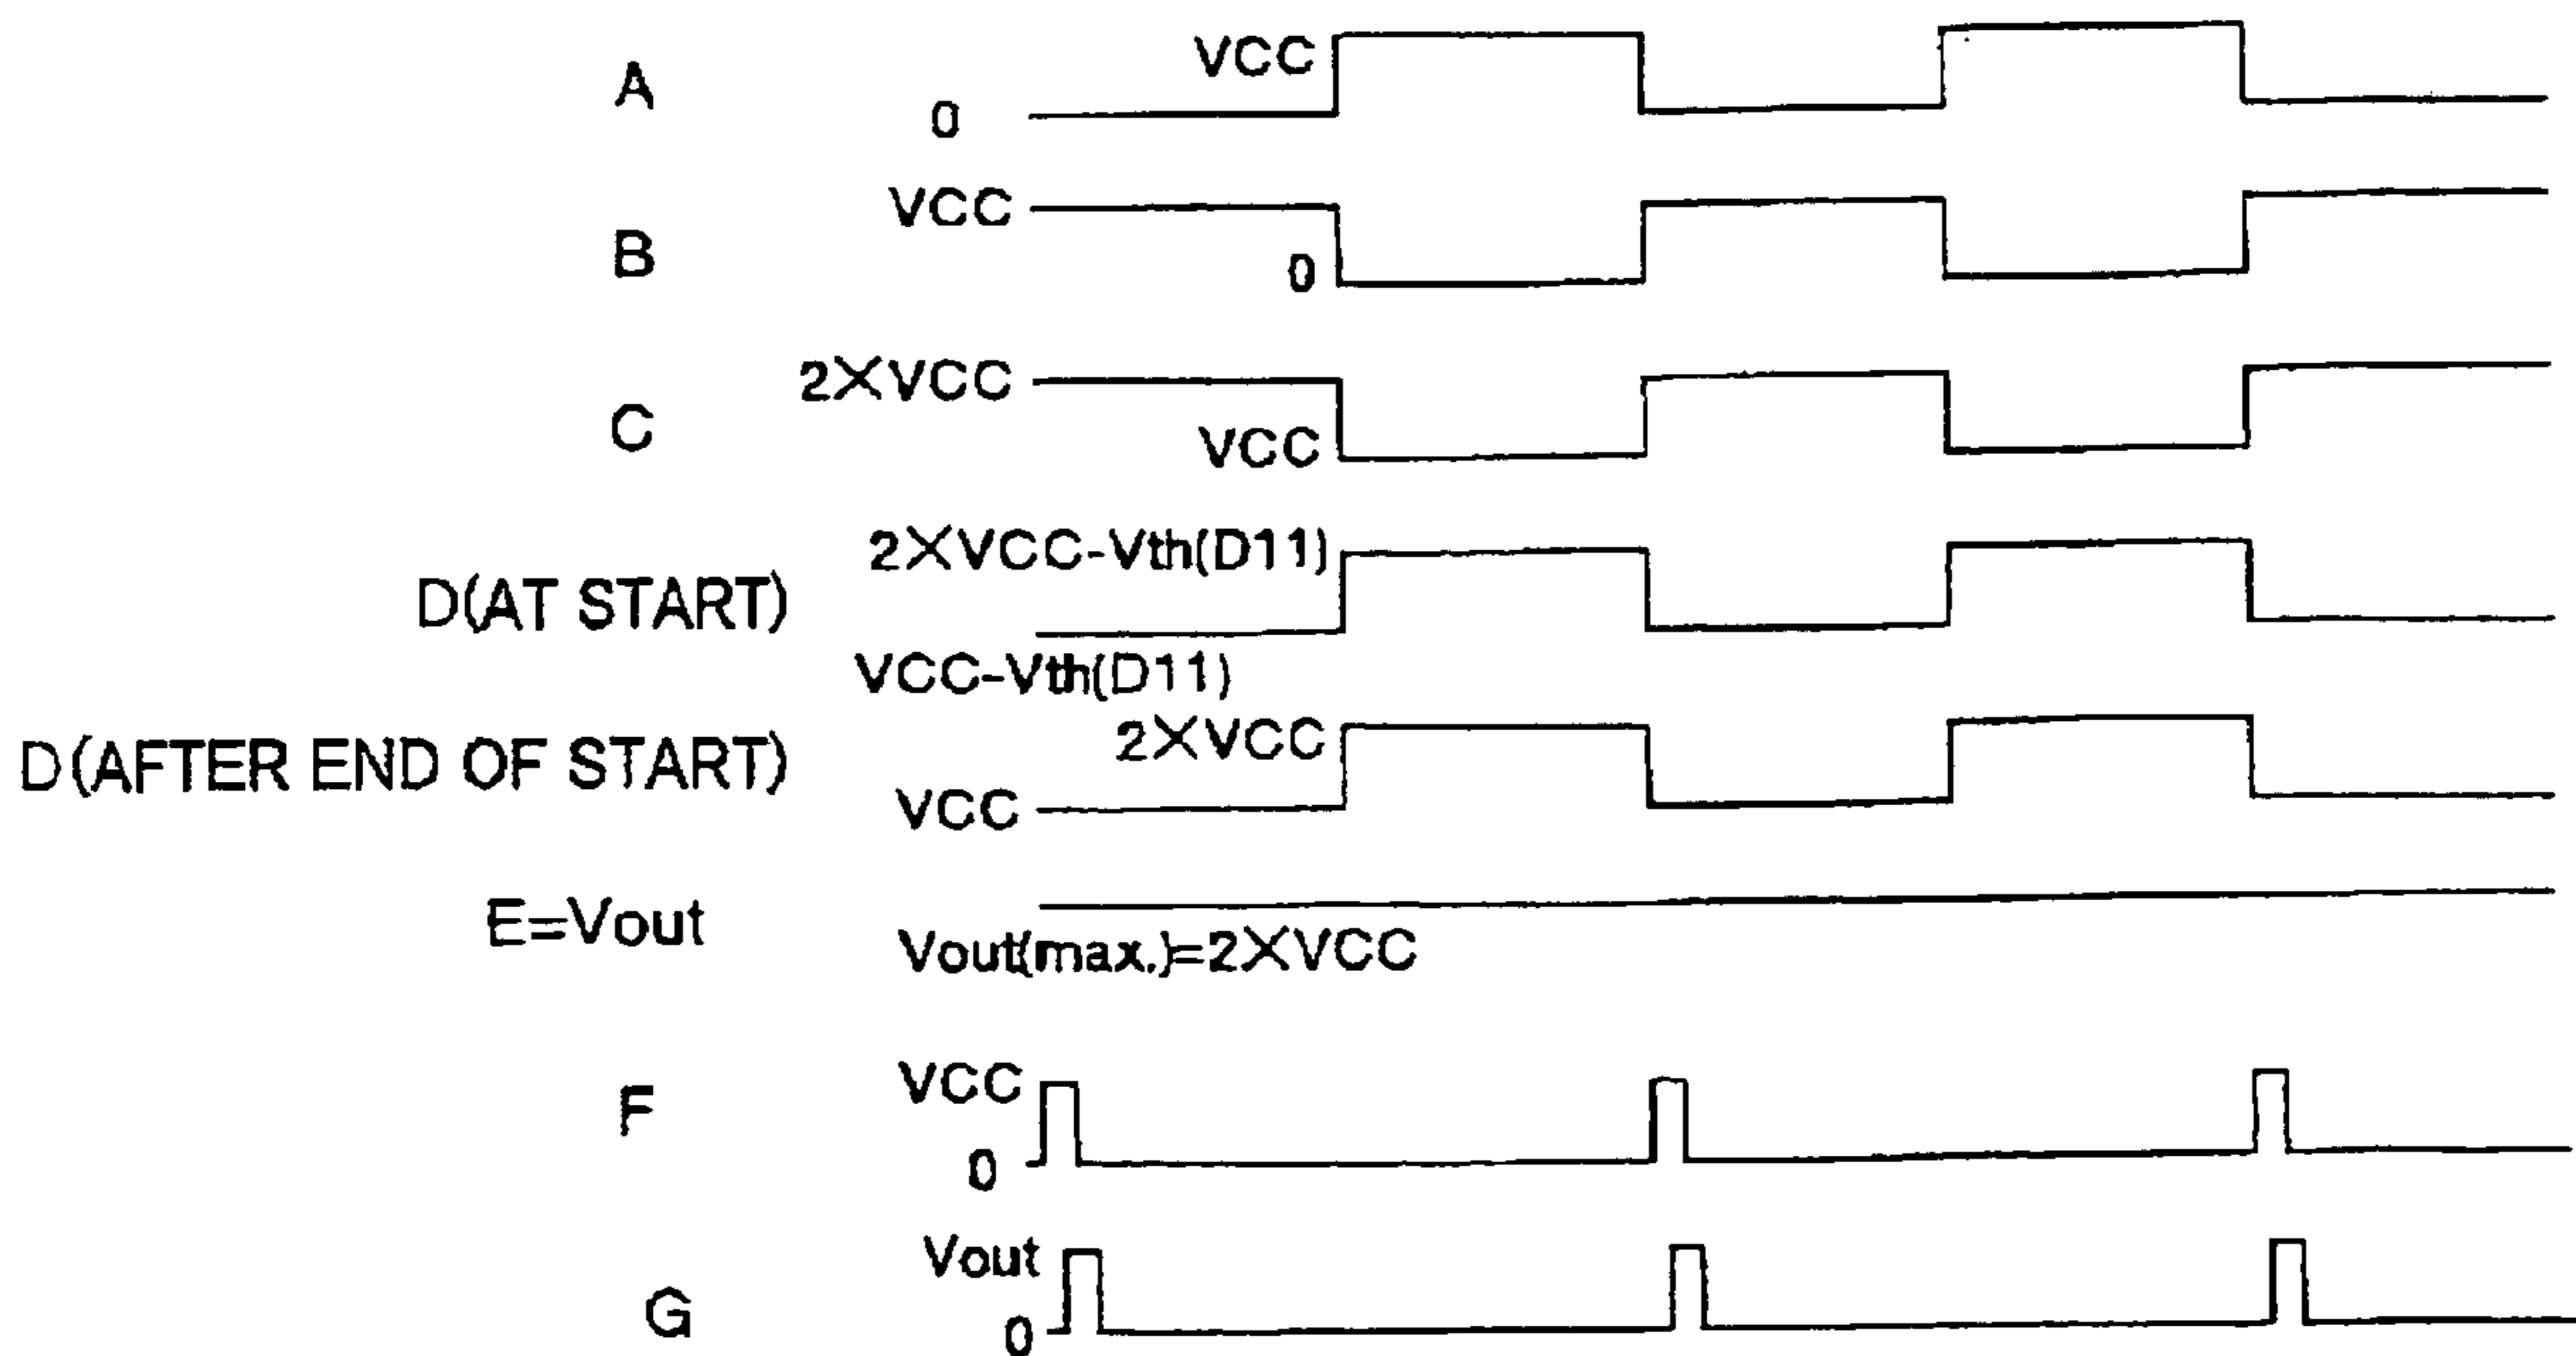 A
VCC
0
B
VCC
0
C
2×VCC
VCC
D(AT START)
2×VCC-Vth(D11)
VCC-Vth(D11)
D(AFTER END OF START)
2×VCC
VCC
E=Vout
Vout(max.)=2×VCC
F
VCC
0
G
Vout
0